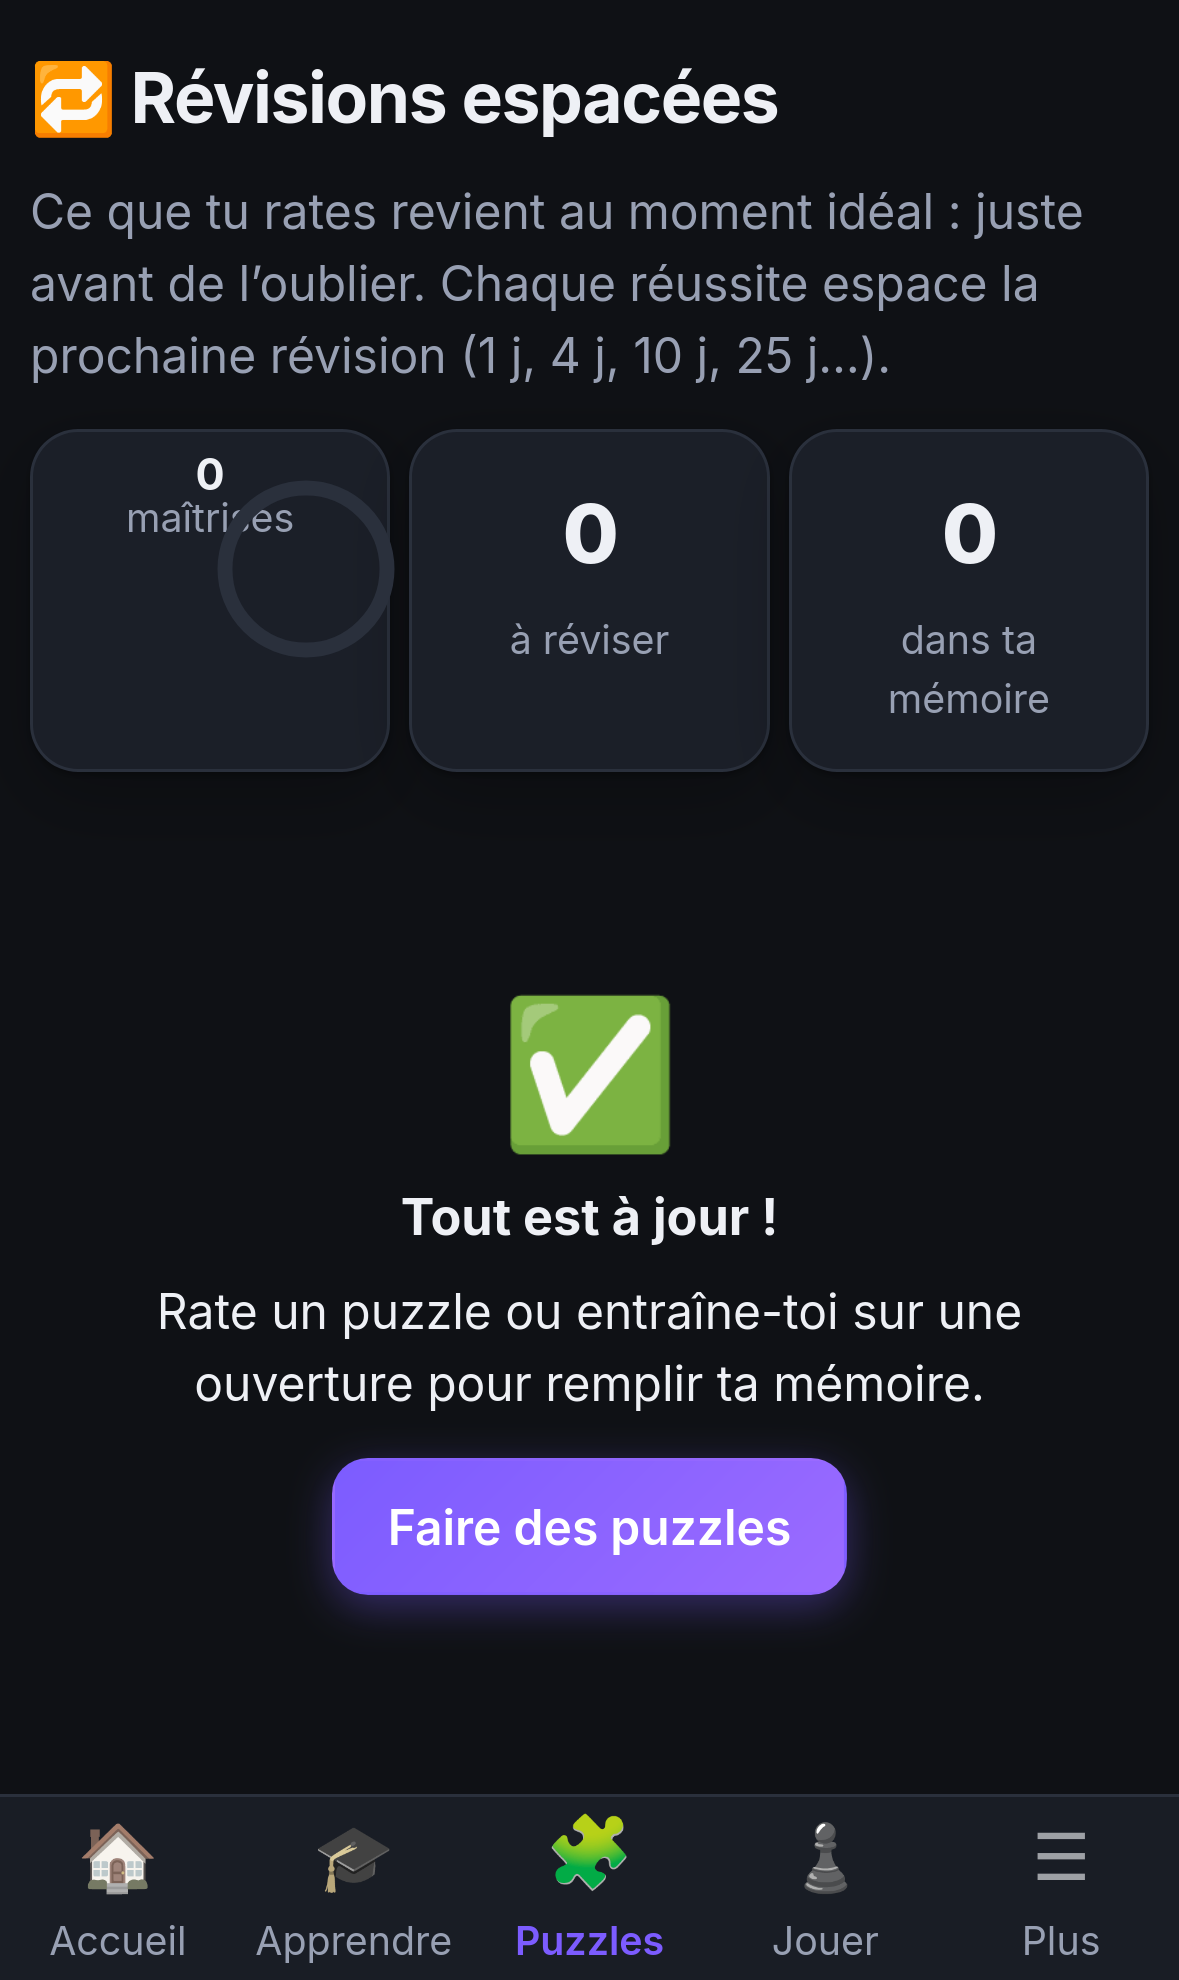 Révisions espacées
Ce que tu rates revient au moment idéal : juste
avant de l’oublier. Chaque réussite espace la
prochaine révision (1 j, 4 j, 10 j, 25 j…).
0
maîtrisés
0
à réviser
0
dans ta
mémoire
Tout est à jour !
Rate un puzzle ou entraîne-toi sur une
ouverture pour remplir ta mémoire.
Faire des puzzles
Accueil
Apprendre
Puzzles
Jouer
Plus